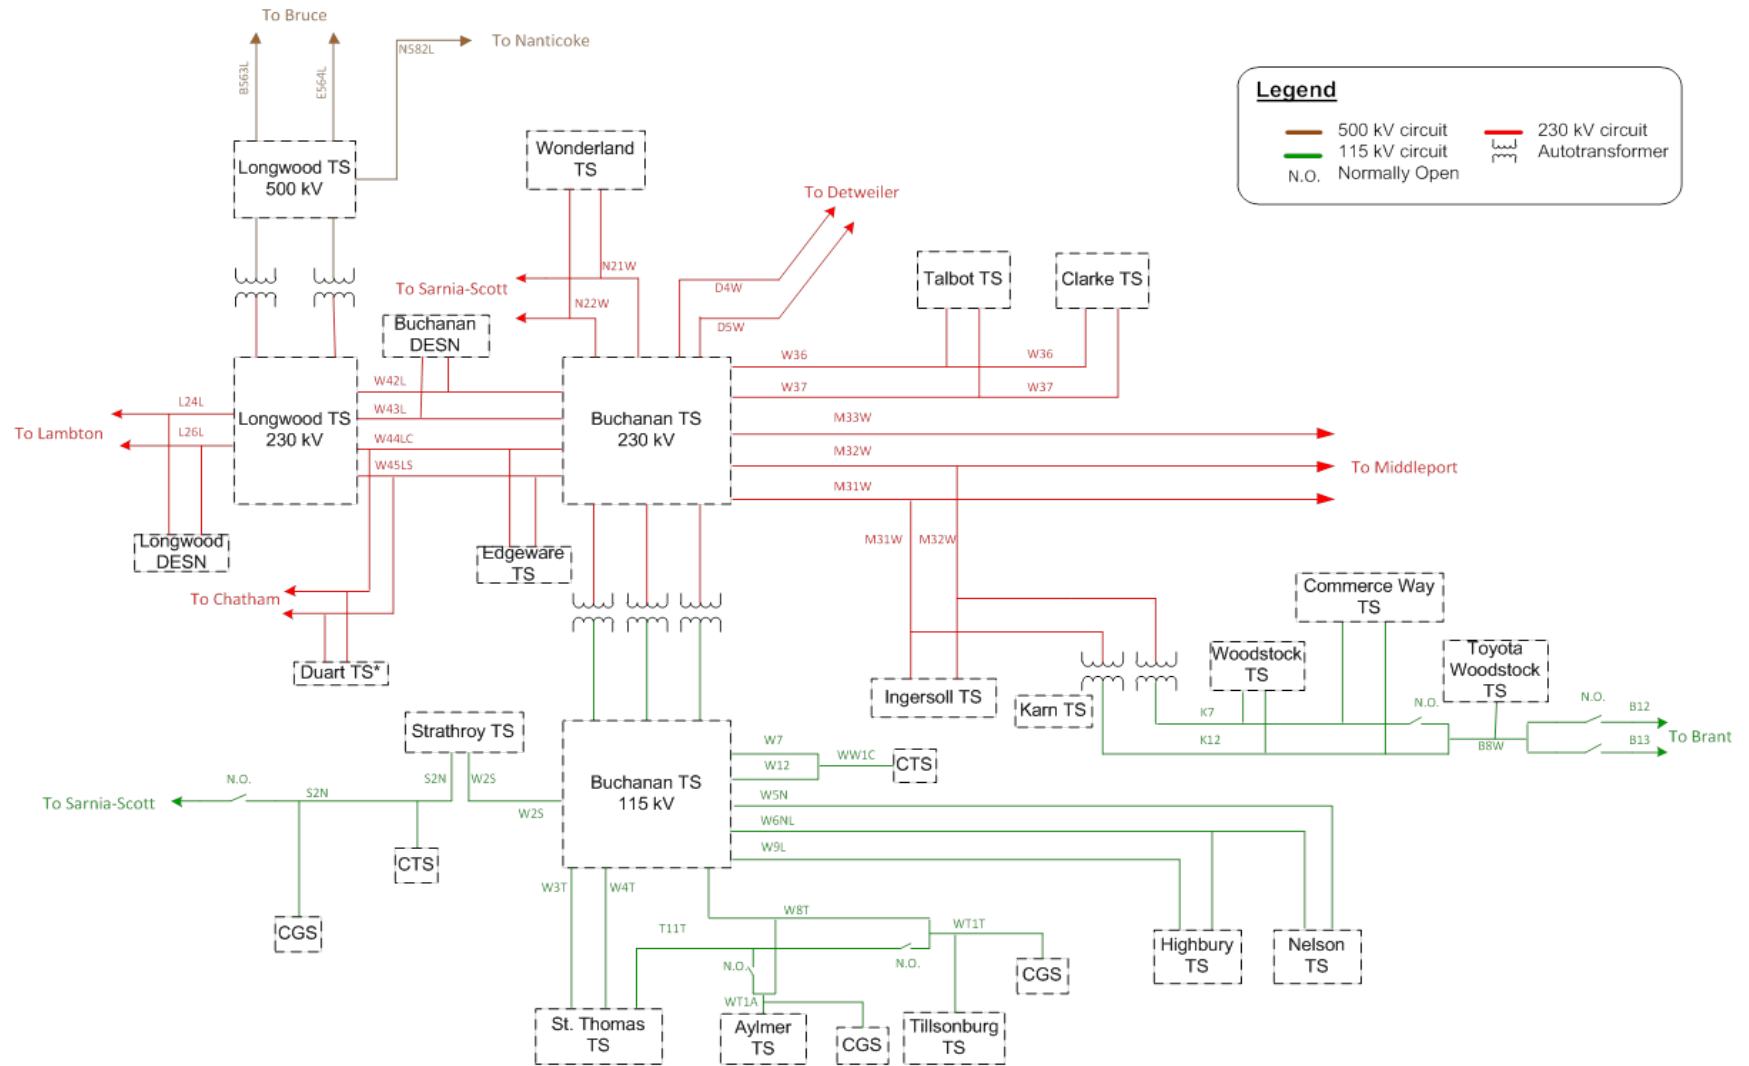 To Bruce
To Nanticoke
N582L
B563L
E564L
Legend
500 kV circuit
230 kV circuit
115 kV circuit
Autotransformer
N.O.
Normally Open
Longwood TS
500 kV
Wonderland
TS
To Detweiler
N21W
To Sarnia-Scott
N22W
D4W
D5W
Talbot TS
Clarke TS
Buchanan
DESN
W36
W36
W37
W37
W42L
W43L
W44LC
W45LS
L24L
L26L
To Lambton
Longwood TS
230 kV
Buchanan TS
230 kV
M33W
M32W
M31W
To Middleport
M31W
M32W
Longwood
DESN
Edgeware
TS
To Chatham
Duart TS*
Commerce Way
TS
Woodstock
TS
Toyota
Woodstock
TS
Ingersoll TS
Karn TS
K7
K12
N.O.
N.O.
B12
B13
B8W
To Brant
Strathroy TS
S2N
W2S
N.O.
S2N
W2S
To Sarnia-Scott
Buchanan TS
115 kV
W7
W12
WW1C
CTS
W5N
W6NL
W9L
CTS
CGS
W3T
W4T
T11T
W8T
WT1T
N.O.
N.O.
WT1A
CGS
St. Thomas
TS
Aylmer
TS
CGS
Tillsonburg
TS
Highbury
TS
Nelson
TS